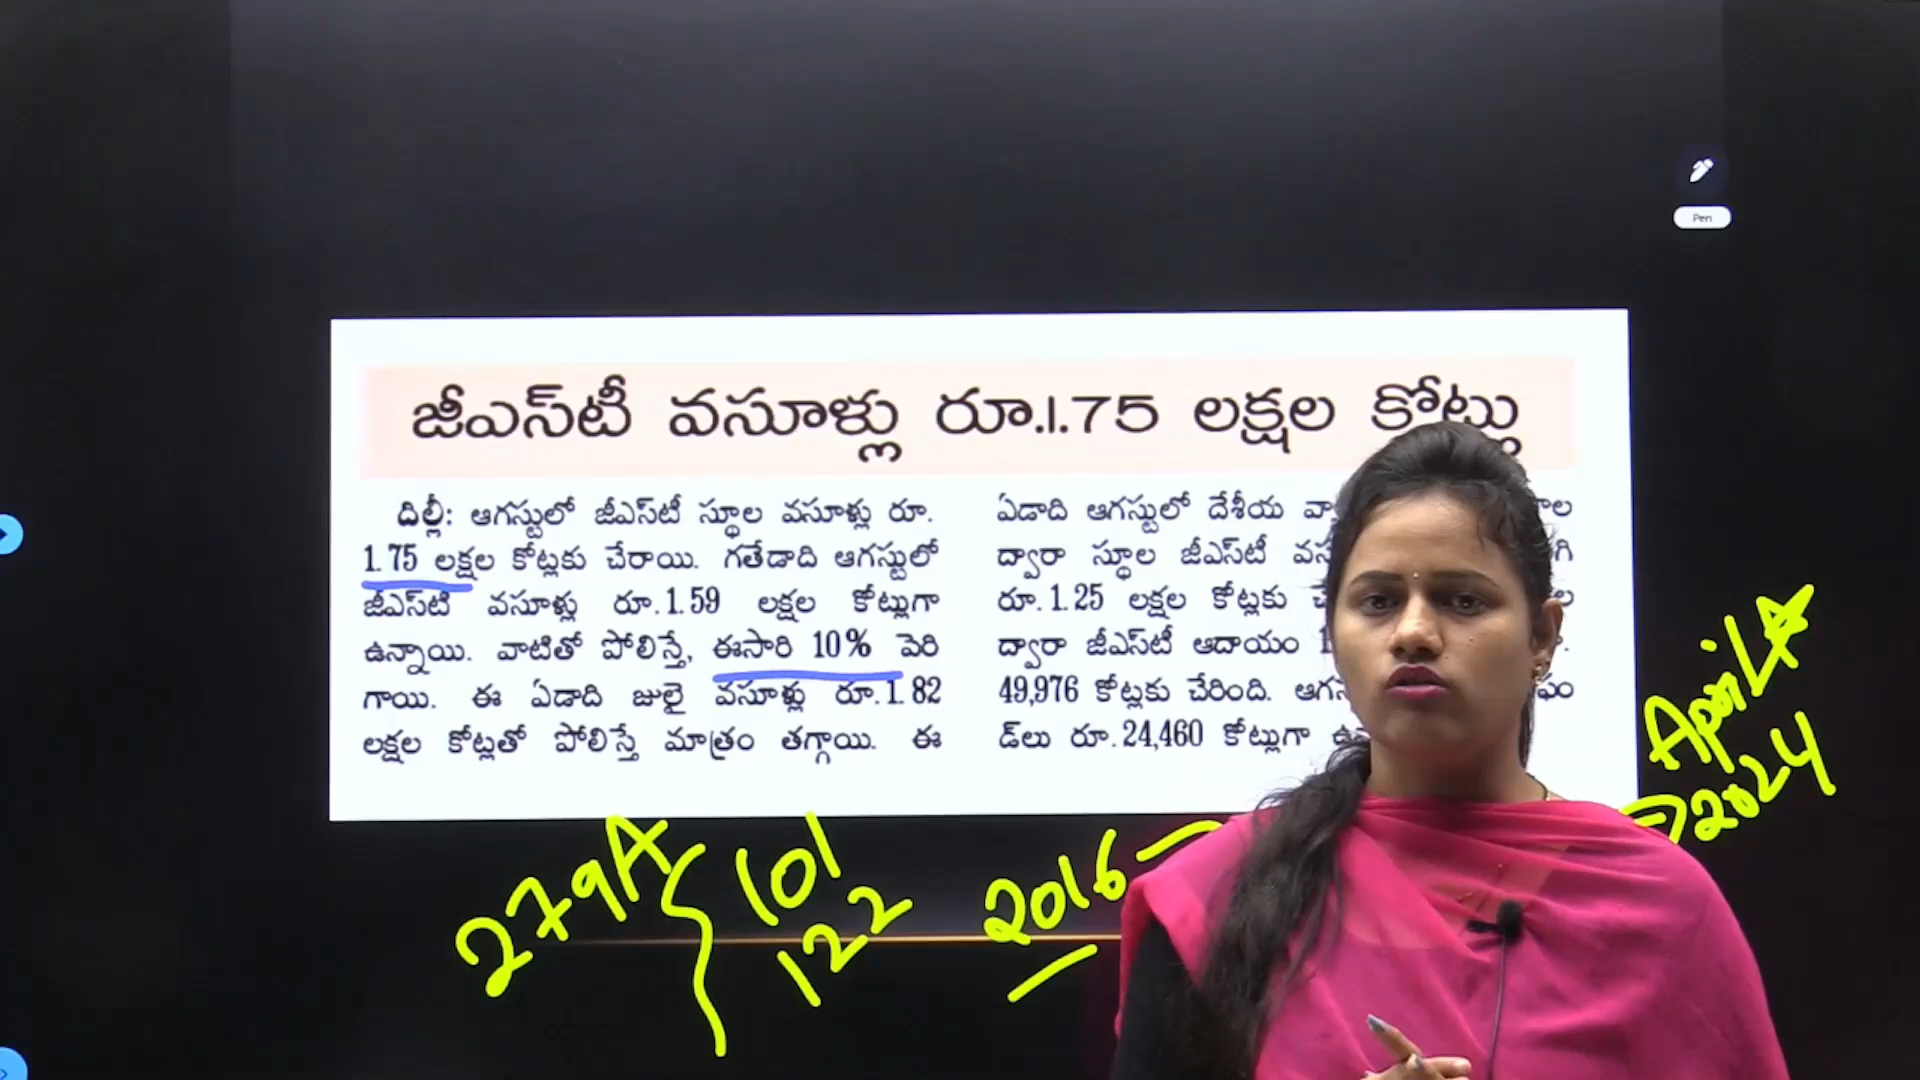 Pen
జీఎస్‌టీ వసూళ్లు రూ.1.75 లక్షల కోట్లు
దిల్లీ: ఆగస్టులో జీఎస్‌టీ స్థూల వసూళ్లు రూ.
1.75 లక్షల కోట్లకు చేరాయి. గతేడాది ఆగస్టులో
జీఎస్‌టీ వసూళ్లు రూ.1.59 లక్షల కోట్లుగా
ఉన్నాయి. వాటితో పోలిస్తే, ఈసారి 10% పెరి
గాయి. ఈ ఏడాది జులై వసూళ్లు రూ.1.82
లక్షల కోట్లతో పోలిస్తే మాత్రం తగ్గాయి. ఈ
ఏడాది ఆగస్టులో దేశీయ
ద్వారా స్థూల జీఎస్‌టీ
రూ.1.25 లక్షల కోట్లకు
ద్వారా జీఎస్‌టీ ఆదాయం
49,976 కోట్లకు చేరింది.
డ్‌లు రూ.24,460 కోట్లుగా
279A
101
122
2016
April
2024